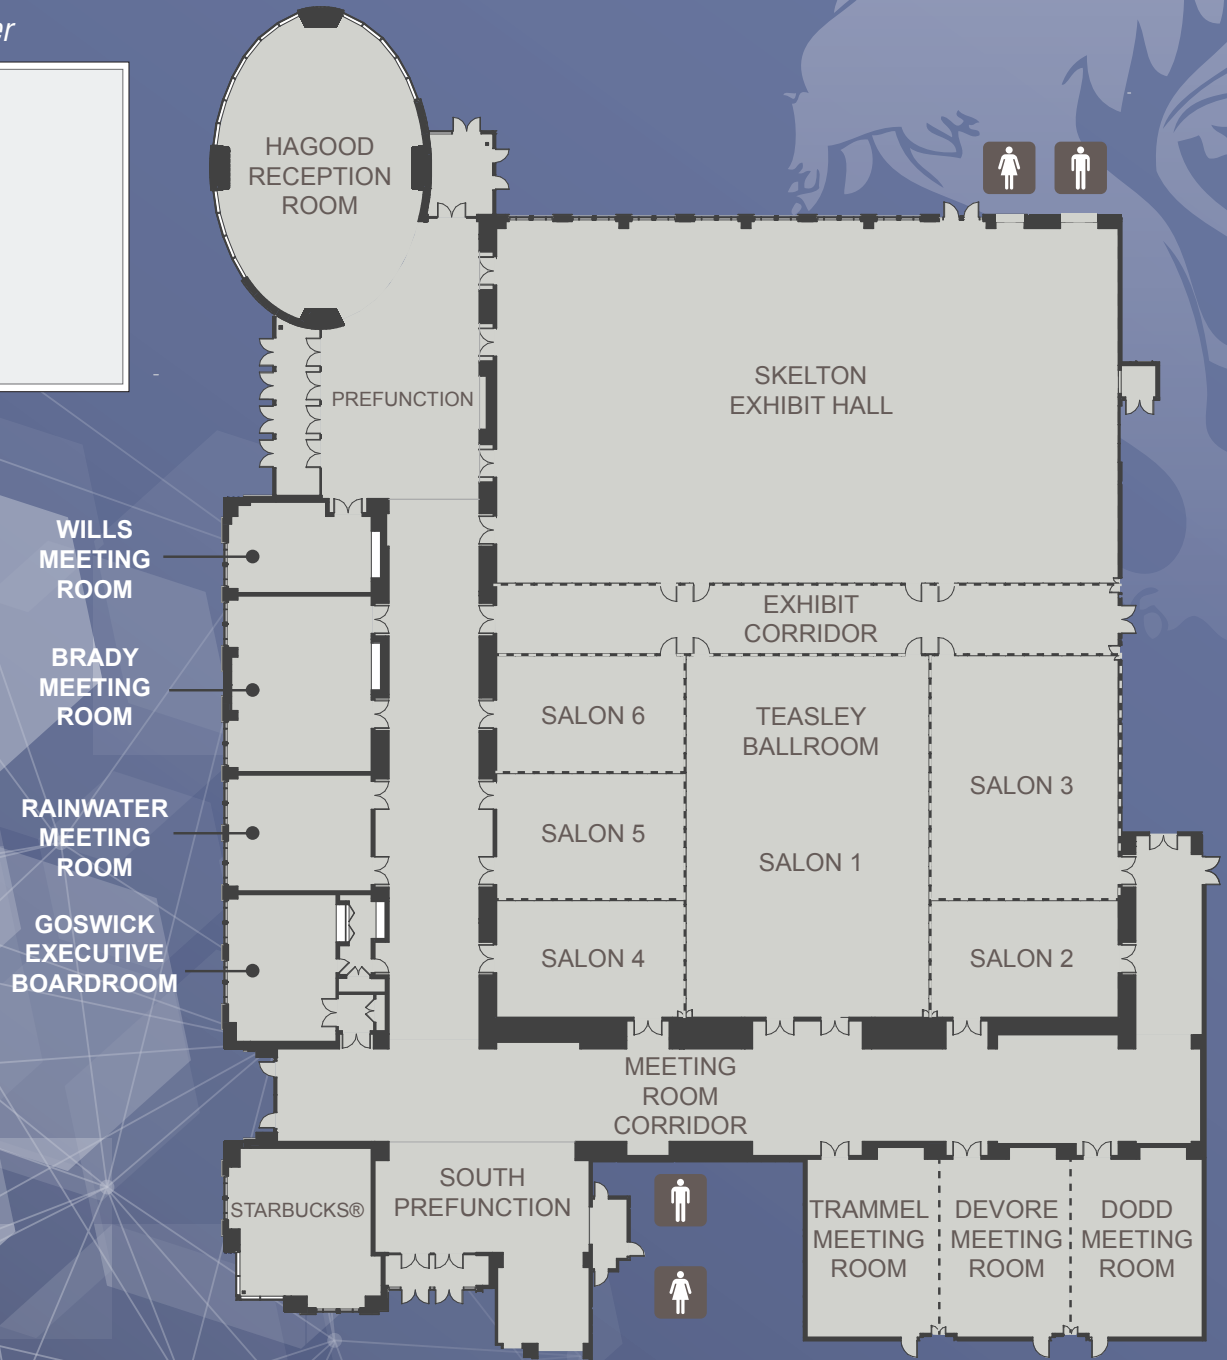 HAGOOD
RECEPTION
ROOM
PREFUNCTION
SKELTON
EXHIBIT HALL
WILLS
MEETING
ROOM
EXHIBIT
CORRIDOR
BRADY
MEETING
ROOM
SALON 6
TEASLEY
BALLROOM
SALON 3
RAINWATER
MEETING
ROOM
SALON 5
SALON 1
GOSWICK
EXECUTIVE
BOARDROOM
SALON 4
SALON 2
MEETING
ROOM
CORRIDOR
STARBUCKS®
SOUTH
PREFUNCTION
TRAMMEL
MEETING
ROOM
DEVORE
MEETING
ROOM
DODD
MEETING
ROOM